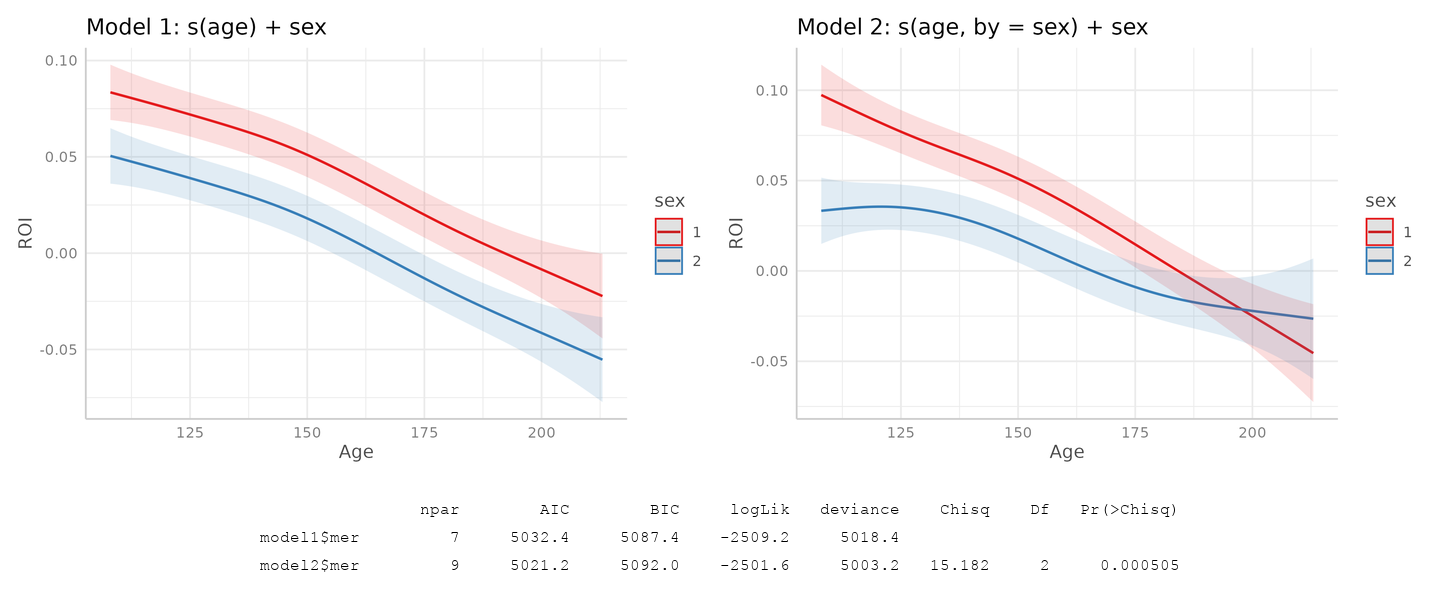 Model 1: s(age) + sex
0.10
0.05
0.00
-0.05
ROI
125 150 175 200
Age
sex
1
2
Model 2: s(age, by = sex) + sex
0.10
0.05
0.00
-0.05
ROI
125 150 175 200
Age
sex
1
2
npar AIC BIC logLik deviance Chisq Df Pr(>Chisq)
model1$mer 7 5032.4 5087.4 -2509.2 5018.4
model2$mer 9 5021.2 5092.0 -2501.6 5003.2 15.182 2 0.000505